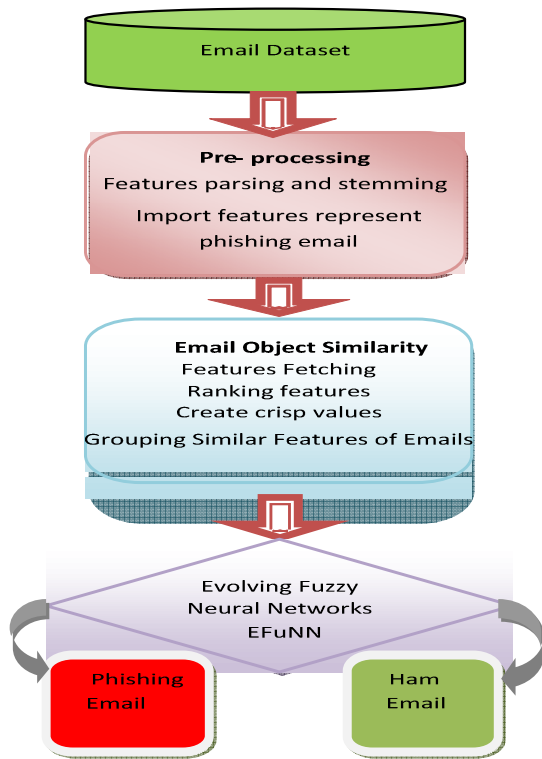 Email Dataset
Pre- processing
Features parsing and stemming
Import features represent
phishing email
Email Object Similarity
Features Fetching
Ranking features
Create crisp values
Grouping Similar Features of Emails
Evolving Fuzzy
Neural Networks
EFuNN
Phishing
Email
Ham
Email